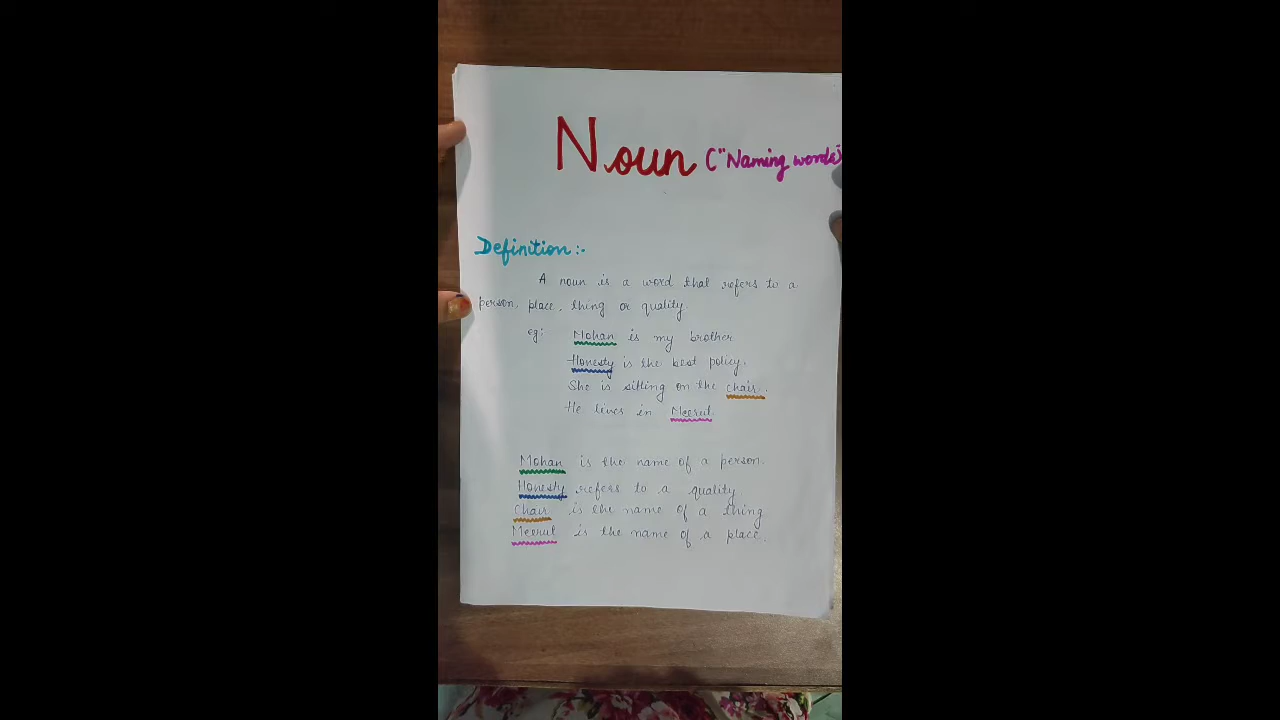 Noun ("Naming words")
Definition :-
A noun is a word that refers to a
person, place, thing or quality.
eg: Mohan is my brother
Honesty is the best policy.
She is sitting on the chair.
He lives in Meerut.
Mohan is the name of a person.
Honesty refers to a quality
Chair is the name of a thing
Meerut is the name of a place.